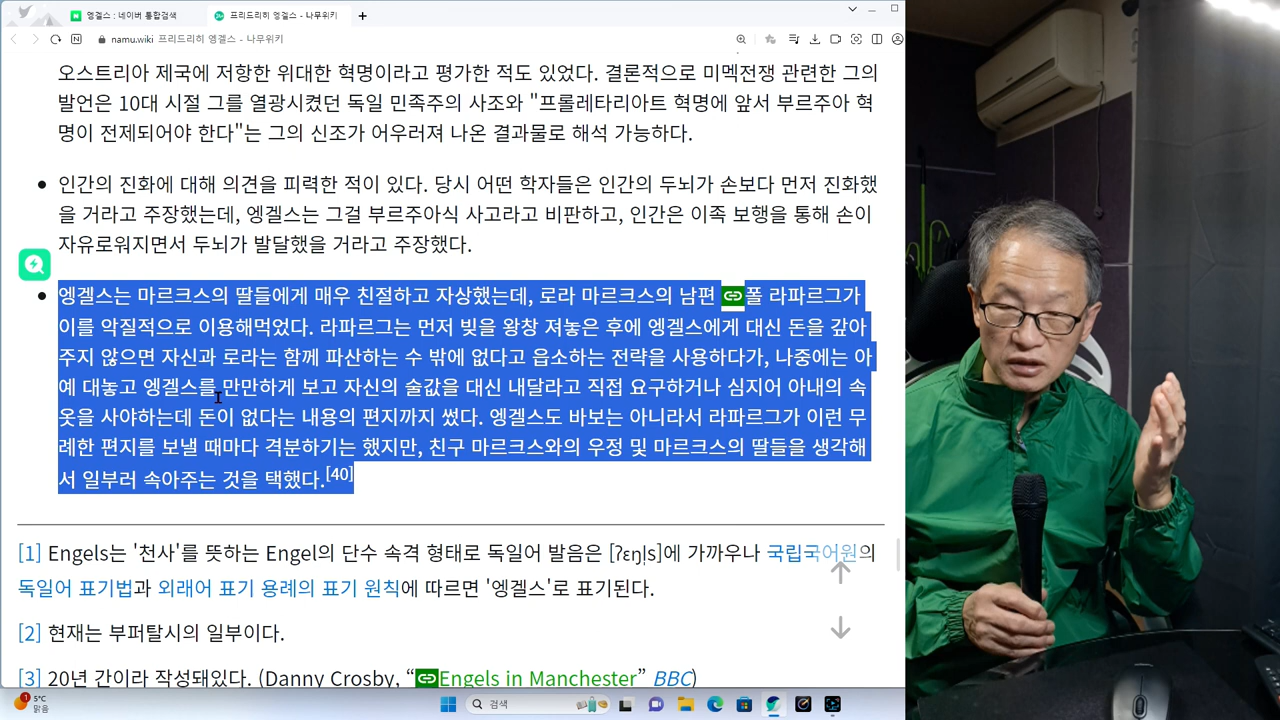 엥겔스 : 네이버 통합검색
프리드리히 엥겔스 - 나무위키
namu.wiki 프리드리히 엥겔스 - 나무위키
오스트리아 제국에 저항한 위대한 혁명이라고 평가한 적도 있었다. 결론적으로 미멕전쟁 관련한 그의
발언은 10대 시절 그를 열광시켰던 독일 민족주의 사조와 "프롤레타리아트 혁명에 앞서 부르주아 혁
명이 전제되어야 한다"는 그의 신조가 어우러져 나온 결과물로 해석 가능하다.
인간의 진화에 대해 의견을 피력한 적이 있다. 당시 어떤 학자들은 인간의 두뇌가 손보다 먼저 진화했
을 거라고 주장했는데, 엥겔스는 그걸 부르주아식 사고라고 비판하고, 인간은 이족 보행을 통해 손이
자유로워지면서 두뇌가 발달했을 거라고 주장했다.
엥겔스는 마르크스의 딸들에게 매우 친절하고 자상했는데, 로라 마르크스의 남편 폴 라파르그가
이를 악질적으로 이용해먹었다. 라파르그는 먼저 빚을 왕창 져놓은 후에 엥겔스에게 대신 돈을 갚아
주지 않으면 자신과 로라는 함께 파산하는 수 밖에 없다고 읍소하는 전략을 사용하다가, 나중에는 아
예 대놓고 엥겔스를 만만하게 보고 자신의 술값을 대신 내달라고 직접 요구하거나 심지어 아내의 속
옷을 사야하는데 돈이 없다는 내용의 편지까지 썼다. 엥겔스도 바보는 아니라서 라파르그가 이런 무
례한 편지를 보낼 때마다 격분하기는 했지만, 친구 마르크스와의 우정 및 마르크스의 딸들을 생각해
서 일부러 속아주는 것을 택했다.[40]
[1] Engels는 '천사'를 뜻하는 Engel의 단수 속격 형태로 독일어 발음은 [ʔɛŋl̩s]에 가까우나 국립국어원의
독일어 표기법과 외래어 표기 용례의 표기 원칙에 따르면 '엥겔스'로 표기된다.
[2] 현재는 부퍼탈시의 일부이다.
[3] 20년 간이라 작성돼있다. (Danny Crosby, “Engels in Manchester” BBC)
1
5°C
맑음
검색